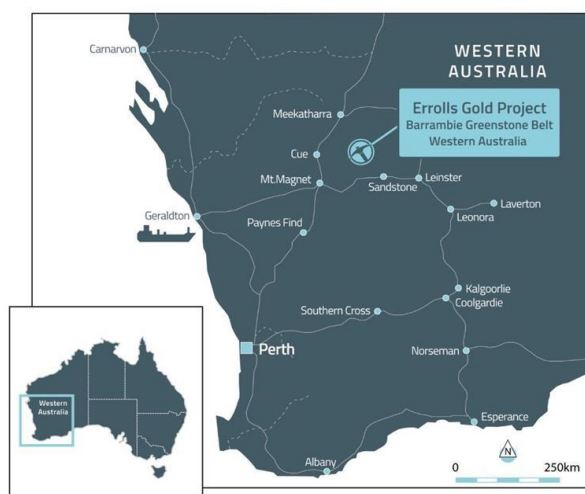 Carnarvon
WESTERN
AUSTRALIA
Meekatharra
Errolls Gold Project
Barrambie Greenstone Belt
Western Australia
Cue
Mt.Magnet
Sandstone
Leinster
Geraldton
Paynes Find
Leonora
Laverton
Kalgoorlie
Coolgardie
Southern Cross
Perth
Norseman
Western
Australia
Esperance
Albany
N
0
250km